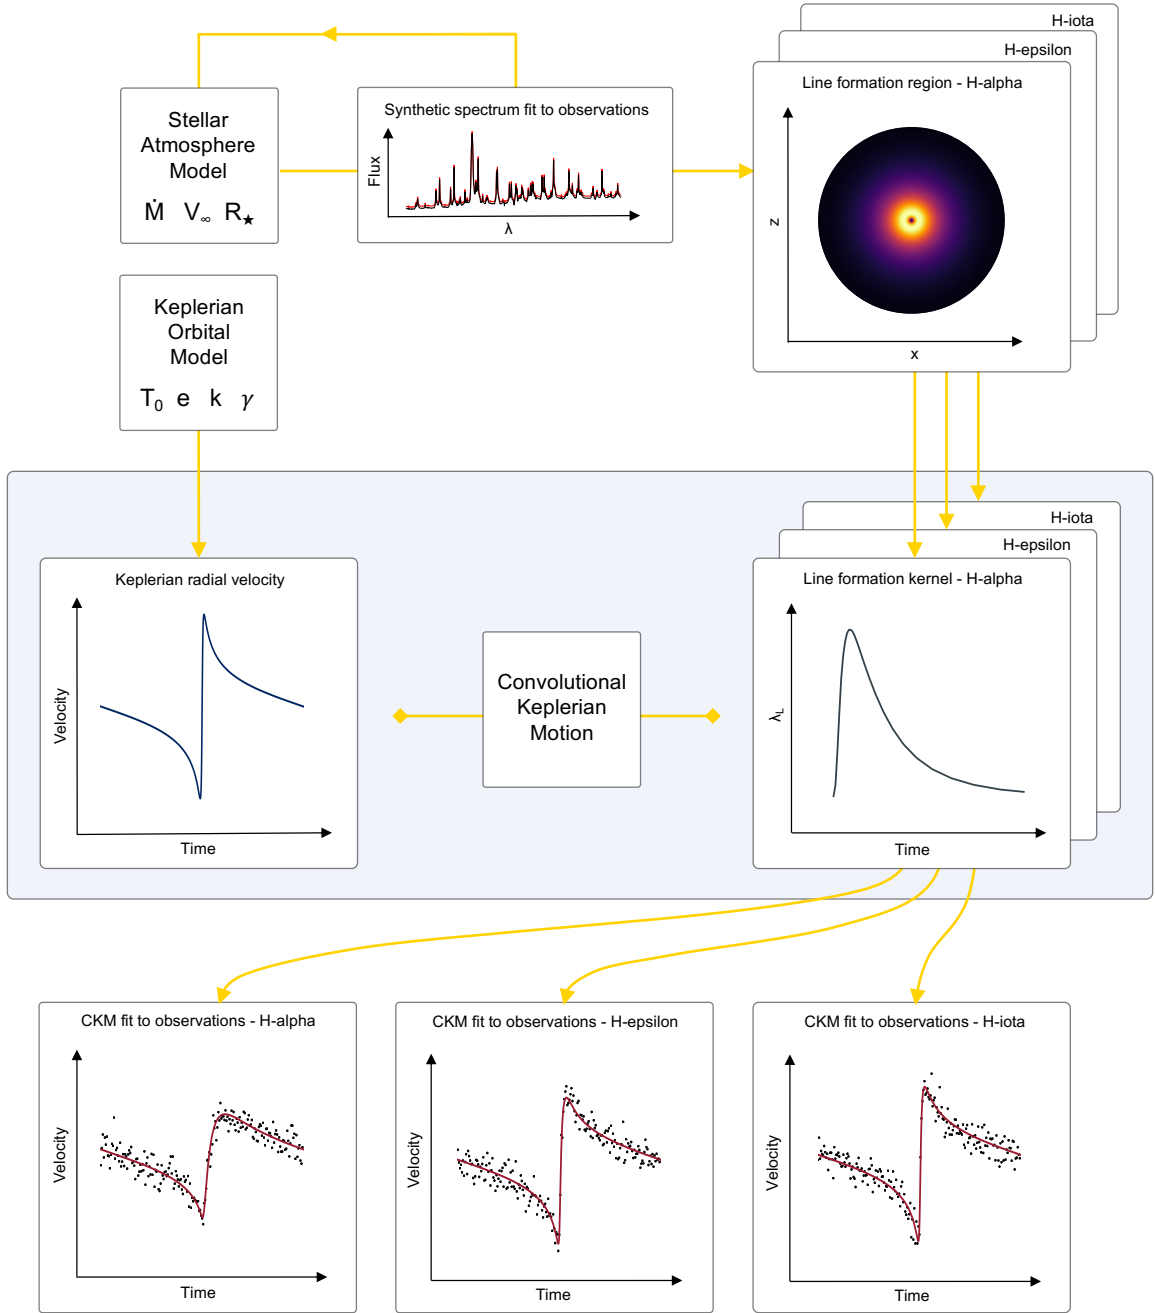 H-iota
H-epsilon
Line formation region - H-alpha
z
x
Stellar
Atmosphere
Model
Ṁ V∞ R★
Synthetic spectrum fit to observations
Flux
λ
Keplerian
Orbital
Model
T₀ e k γ
H-iota
H-epsilon
Line formation kernel - H-alpha
λL
Time
Keplerian radial velocity
Velocity
Time
Convolutional
Keplerian
Motion
CKM fit to observations - H-alpha
Velocity
Time
CKM fit to observations - H-epsilon
Velocity
Time
CKM fit to observations - H-iota
Velocity
Time